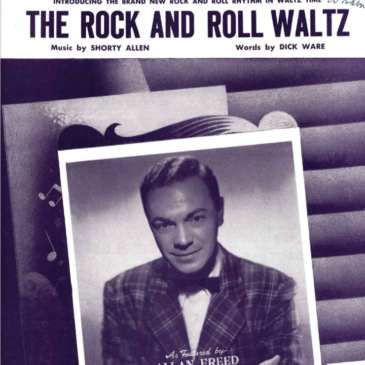 INTRODUCING THE BRAND NEW ROCK AND ROLL RHYTHM IN WALTZ TIME
THE ROCK AND ROLL WALTZ
Music by SHORTY ALLEN Words by DICK WARE
As Featured by
ALLAN FREED